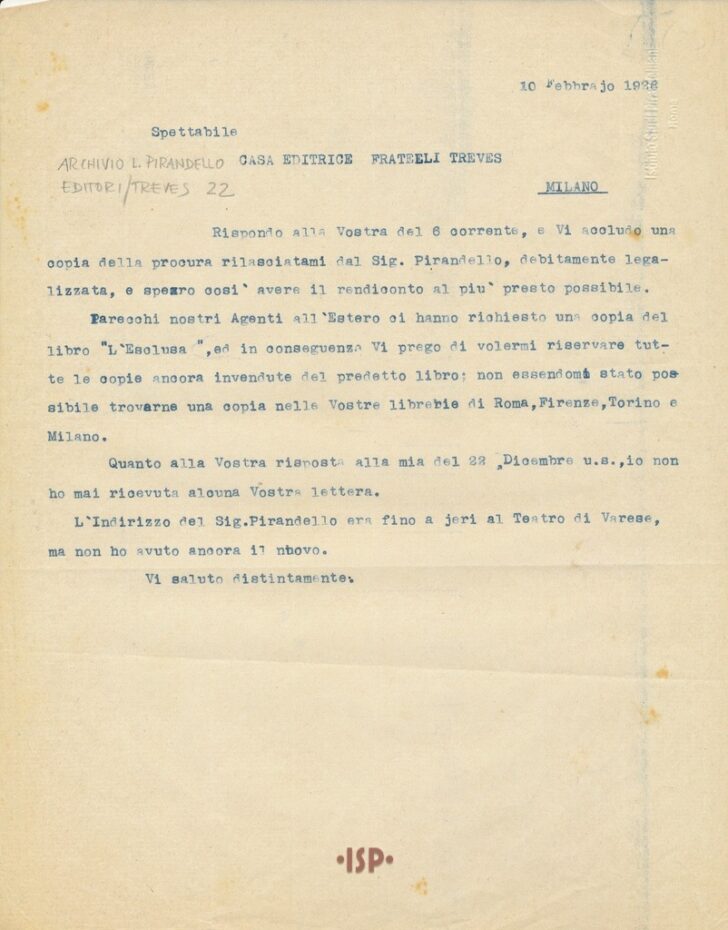 10 Febbrajo 1926
Spettabile
ARCHIVIO L. PIRANDELLO CASA EDITRICE FRATEELI TREVES
EDITORI/TREVES 22 MILANO
Rispondo alla Vostra del 6 corrente, e Vi accludo una
copia della procura rilasciatami dal Sig. Pirandello, debitamente lega-
lizzata, e spero cosi` avere il rendiconto al piu` presto possibile.
Parecchi nostri Agenti all`Estero ci hanno richiesto una copia del
libro "L`Esclusa ",ed in conseguenza Vi prego di volermi riservare tut-
te le copie ancora invendute del predetto libro; non essendomi stato pos
sibile trovarne una copia nelle Vostre librebie di Roma,Firenze,Torino e
Milano.
Quanto alla Vostra risposta alla mia del 22 Dicembre u.s.,io non
ho mai ricevuta alcuna Vostra lettera.
L`Indirizzo del Sig.Pirandello era fino a jeri al Teatro di Varese,
ma non ho avuto ancora il nuovo.
Vi saluto distintamente.
•ISP•